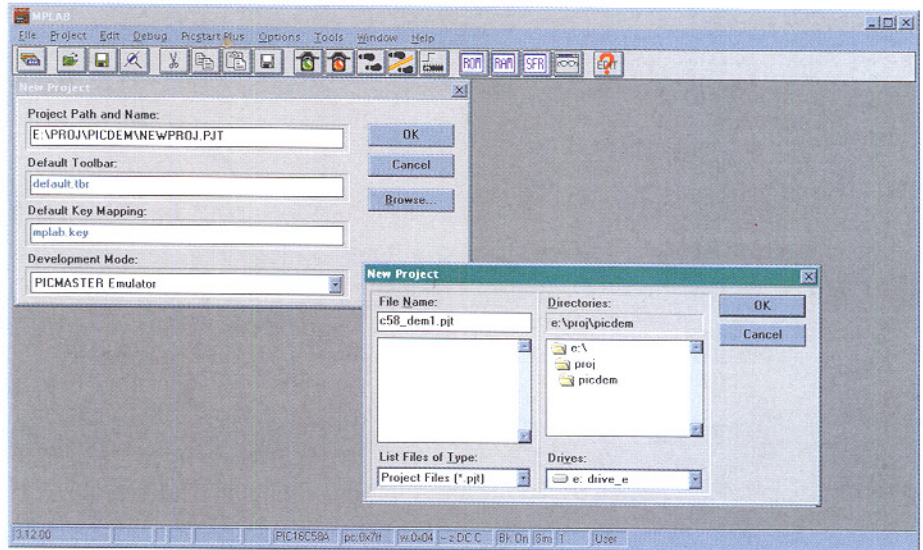 MPLAB
File Project Edit Debug Picstart Plus Options Tools Window Help
ROM RAM SFR EDIT
New Project
Project Path and Name:
E:\PROJ\PICDEM\NEWPROJ.PJT
OK
Default Toolbar:
Cancel
default.tbr
Browse...
Default Key Mapping:
mplab.key
Development Mode:
PICMASTER Emulator
New Project
File Name:
c58_dem1.pjt
Directories:
e:\proj\picdem
OK
Cancel
e:\
proj
picdem
List Files of Type:
Project Files (*.pjt)
Drives:
e: drive_e
3.12.00 PIC16C58A pc:0x7ff w:0x04 -- z DC C Bk On Sim User